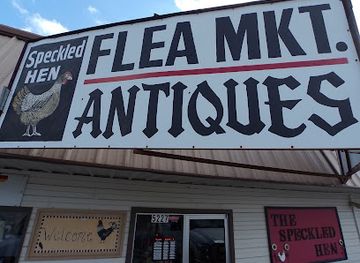 Speckled
HEN
FLEA MKT.
ANTIQUES
Welcome
5227
THE
SPECKLED
HEN